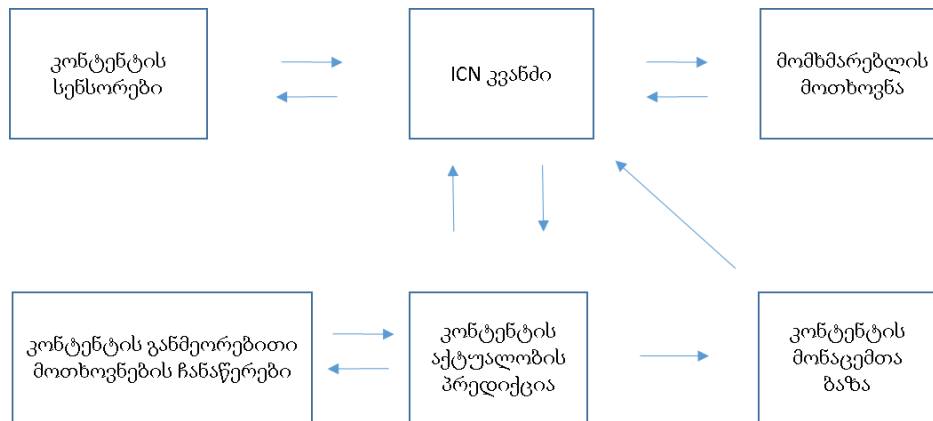 კონტენტის
სენსორები
ICN კვანძი
მომხმარებლის
მოთხოვნა
კონტენტის განმეორებითი
მოთხოვნების ჩანაწერები
კონტენტის
აქტუალობის
პრედიქცია
კონტენტის
მონაცემთა
ბაზა